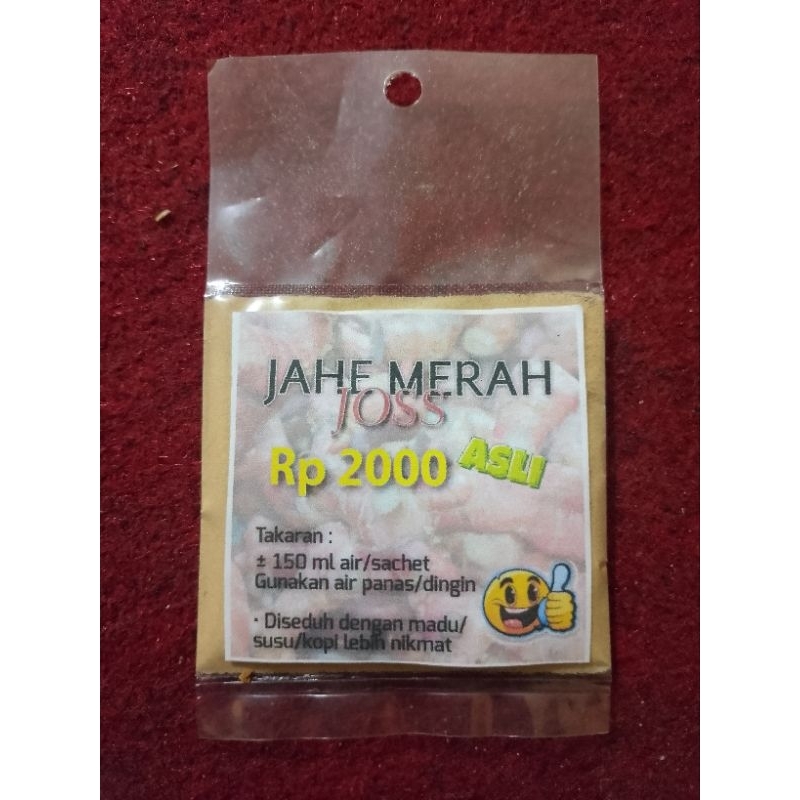 JAHE MERAH
JOSS
Rp 2000 ASLI
Takaran :
± 150 ml air/sachet
Gunakan air panas/dingin
· Diseduh dengan madu/
susu/kopi lebih nikmat